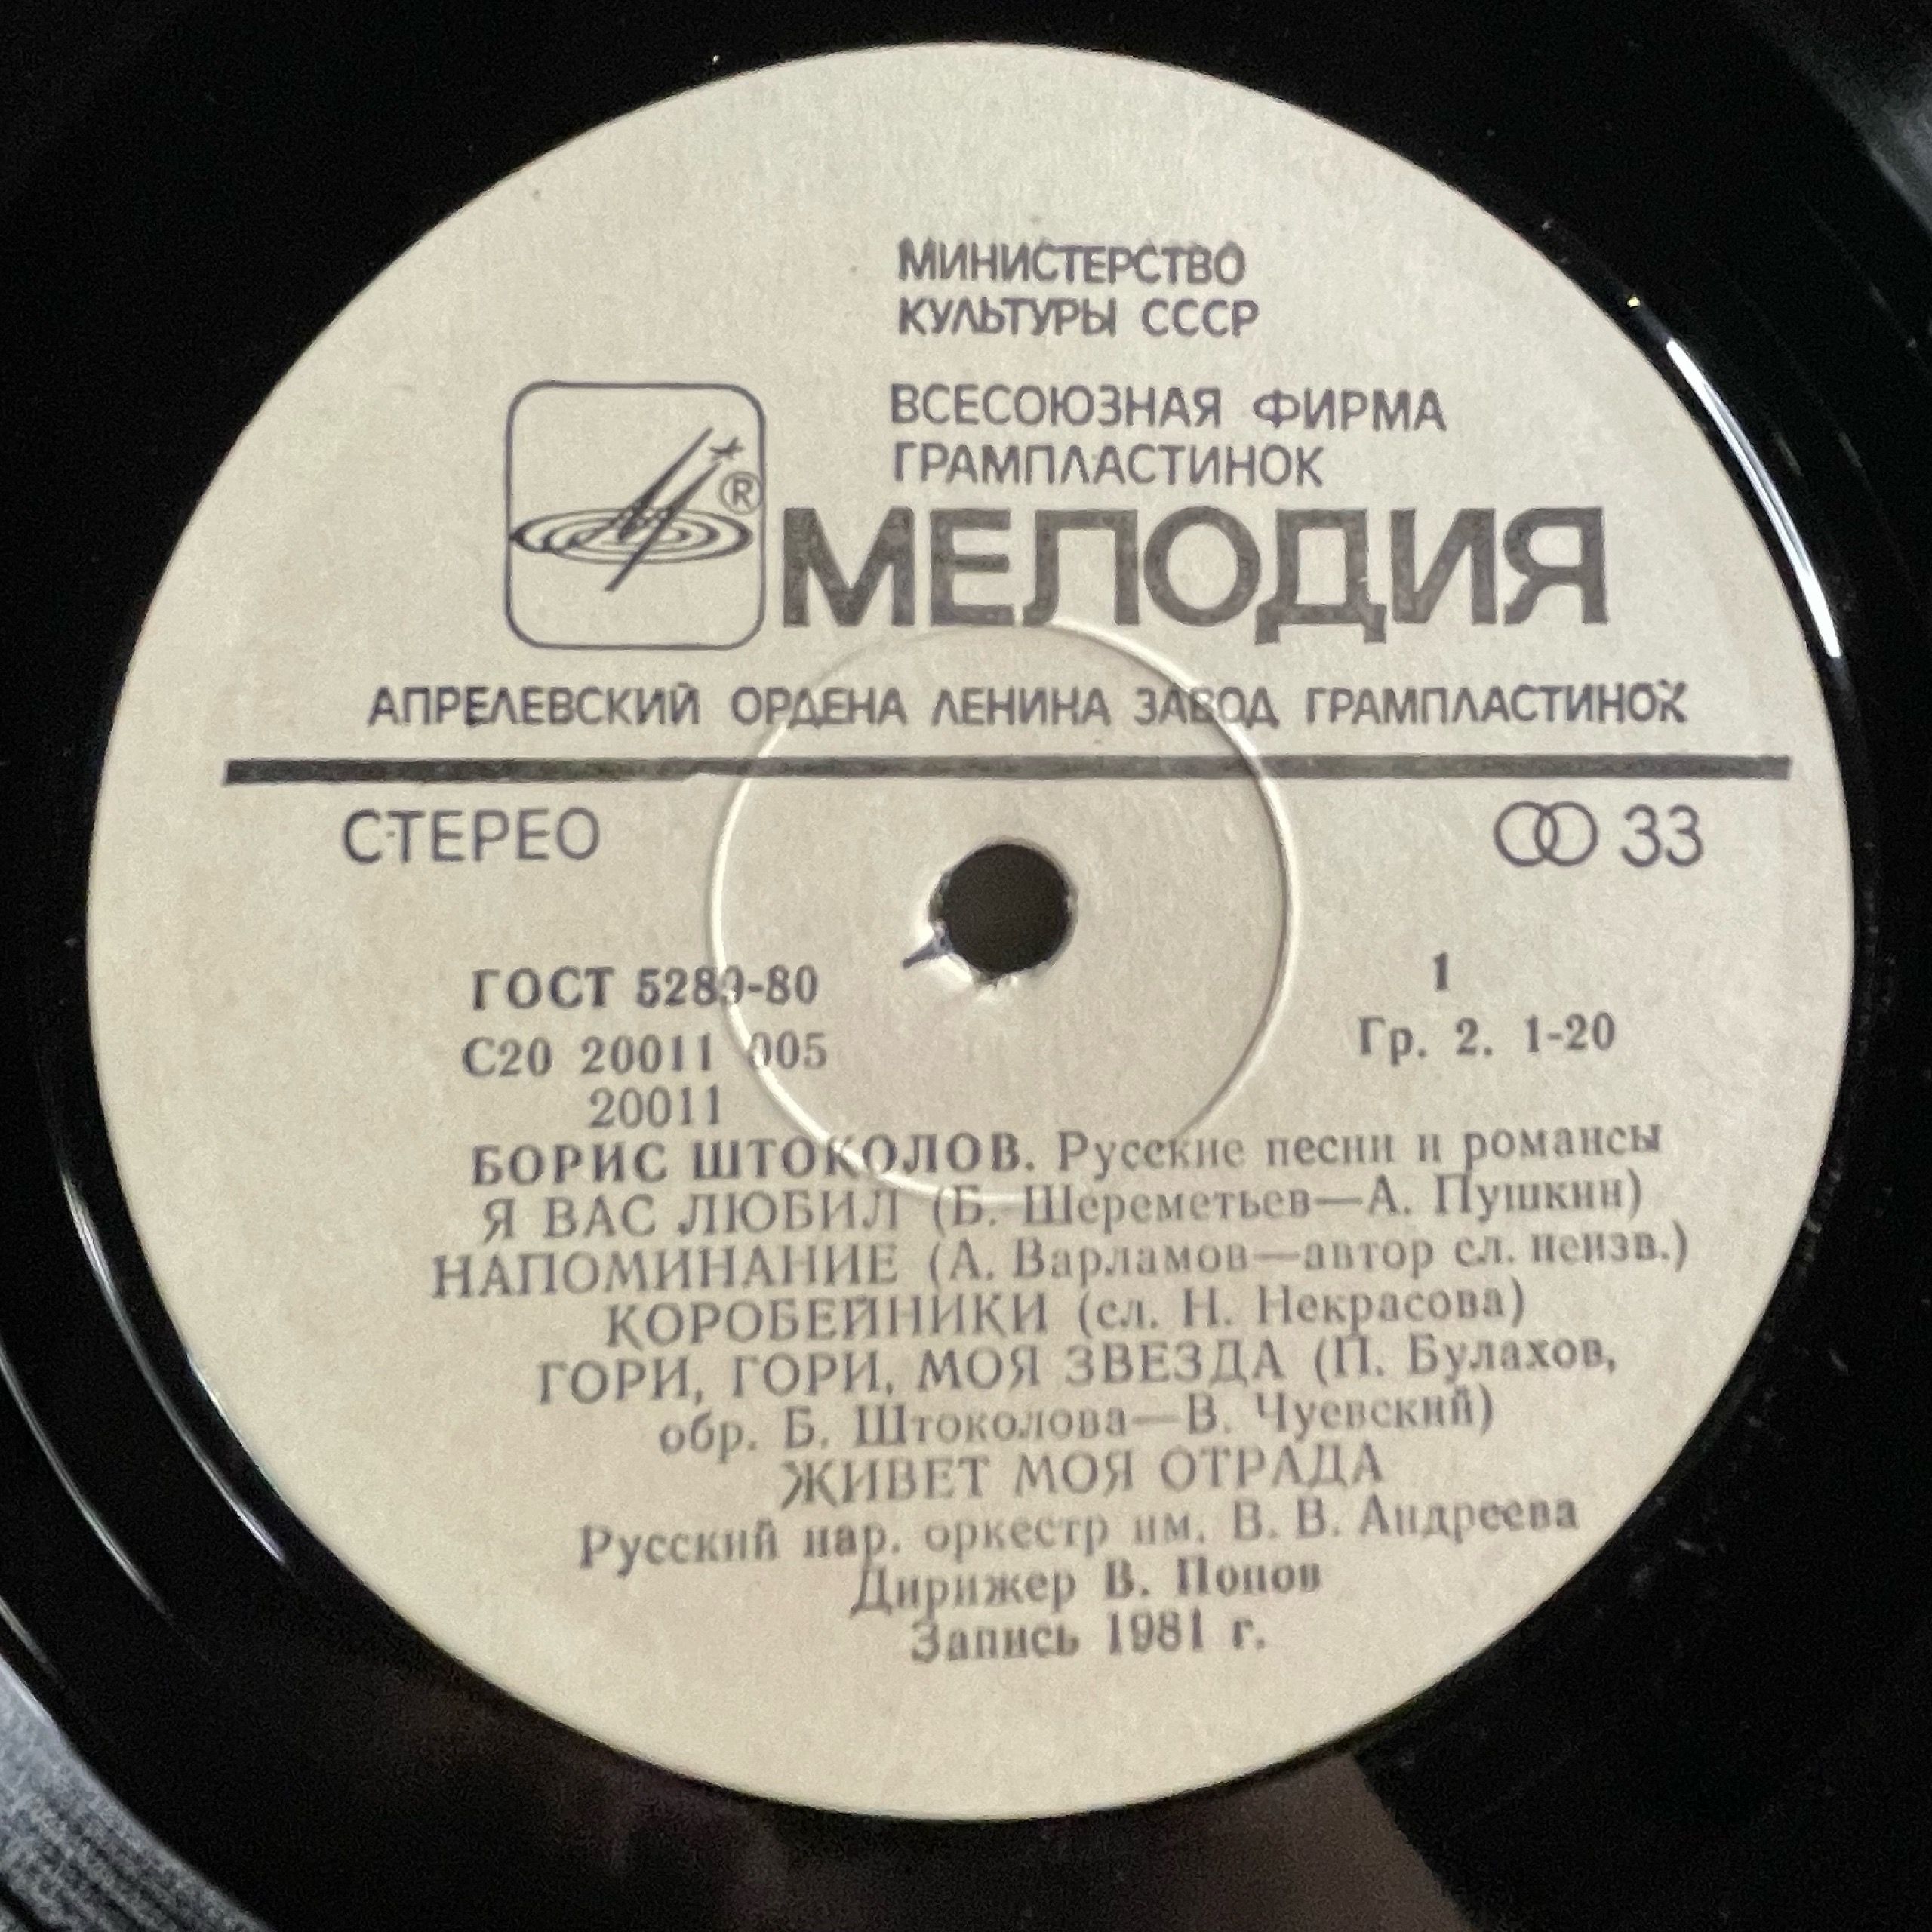 МИНИСТЕРСТВО
КУЛЬТУРЫ СССР
ВСЕСОЮЗНАЯ ФИРМА
ГРАМПЛАСТИНОК
®
МЕЛОДИЯ
АПРЕЛЕВСКИЙ ОРДЕНА ЛЕНИНА ЗАВОД ГРАМПЛАСТИНОК
СТЕРЕО 33
ГОСТ 5289-80
1
С20 20011 005
Гр. 2. 1-20
20011
БОРИС ШТОКОЛОВ. Русские песни и романсы
Я ВАС ЛЮБИЛ (Б. Шереметьев—А. Пушкин)
НАПОМИНАНИЕ (А. Варламов—автор сл. неизв.)
КОРОБЕЙНИКИ (сл. Н. Некрасова)
ГОРИ, ГОРИ, МОЯ ЗВЕЗДА (П. Булахов,
обр. Б. Штоколова—В. Чуевский)
ЖИВЕТ МОЯ ОТРАДА
Русский нар. оркестр им. В. В. Андреева
Дирижер В. Попов
Запись 1981 г.